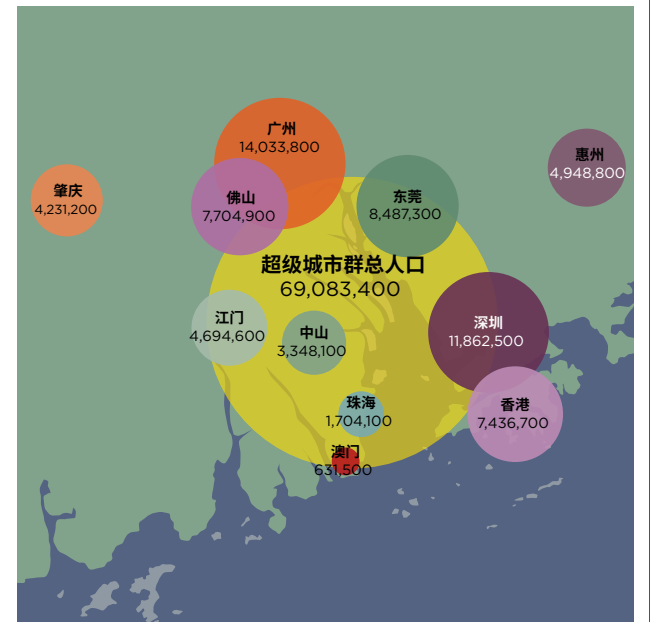 广州
14,033,800
惠州
4,948,800
肇庆
4,231,200
佛山
7,704,900
东莞
8,487,300
超级城市群总人口
69,083,400
江门
4,694,600
中山
3,348,100
深圳
11,862,500
珠海
1,704,100
香港
7,436,700
澳门
631,500